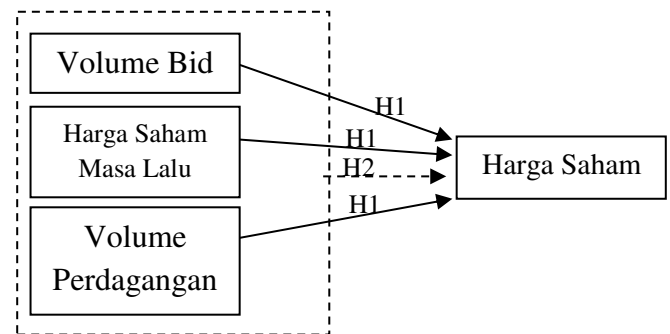 Volume Bid
H1
Harga Saham
Masa Lalu
H1
H2
Harga Saham
Volume
Perdagangan
H1